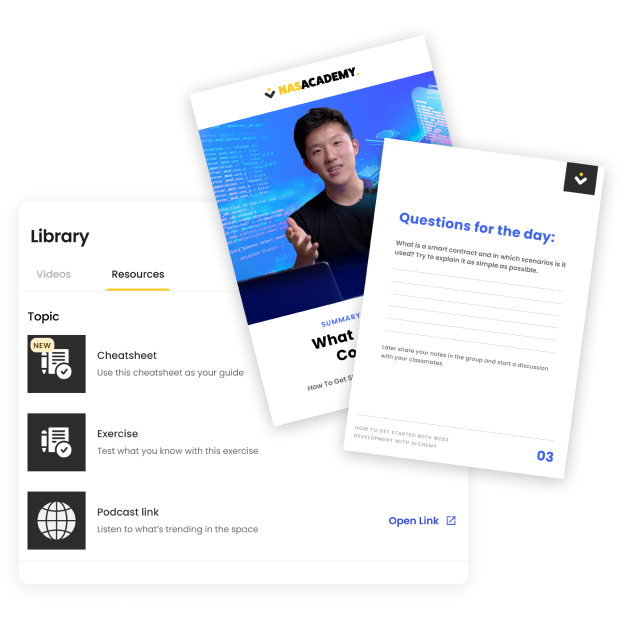 NASACADEMY.
SUMMARY
What
Co
How To Get
Questions for the day:
What is a smart contract and in which scenarios is it
used? Try to explain it as simple as possible.
Later share your notes in the group and start a discussion
with your classmates.
HOW TO GET STARTED WITH WEB3
DEVELOPMENT WITH ALCHEMY
03
Library
Videos
Resources
Topic
NEW
Cheatsheet
Use this cheatsheet as your guide
Exercise
Test what you know with this exercise
Podcast link
Listen to what's trending in the space
Open Link